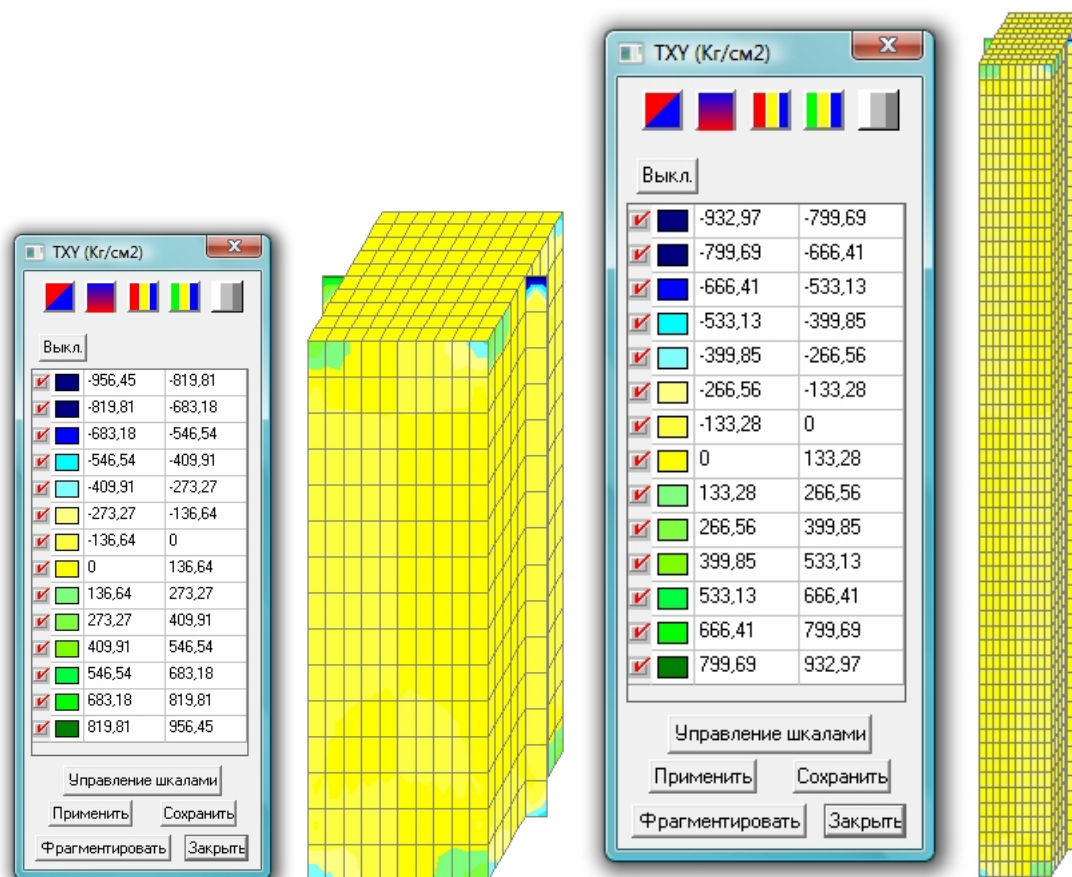 TXY (Кг/см2)
Выкл.
-956,45 -819,81
-819,81 -683,18
-683,18 -546,54
-546,54 -409,91
-409,91 -273,27
-273,27 -136,64
-136,64 0
0 136,64
136,64 273,27
273,27 409,91
409,91 546,54
546,54 683,18
683,18 819,81
819,81 956,45
Управление шкалами
Применить Сохранить
Фрагментировать Закрыть
TXY (Кг/см2)
Выкл.
-932,97 -799,69
-799,69 -666,41
-666,41 -533,13
-533,13 -399,85
-399,85 -266,56
-266,56 -133,28
-133,28 0
0 133,28
133,28 266,56
266,56 399,85
399,85 533,13
533,13 666,41
666,41 799,69
799,69 932,97
Управление шкалами
Применить Сохранить
Фрагментировать Закрыть